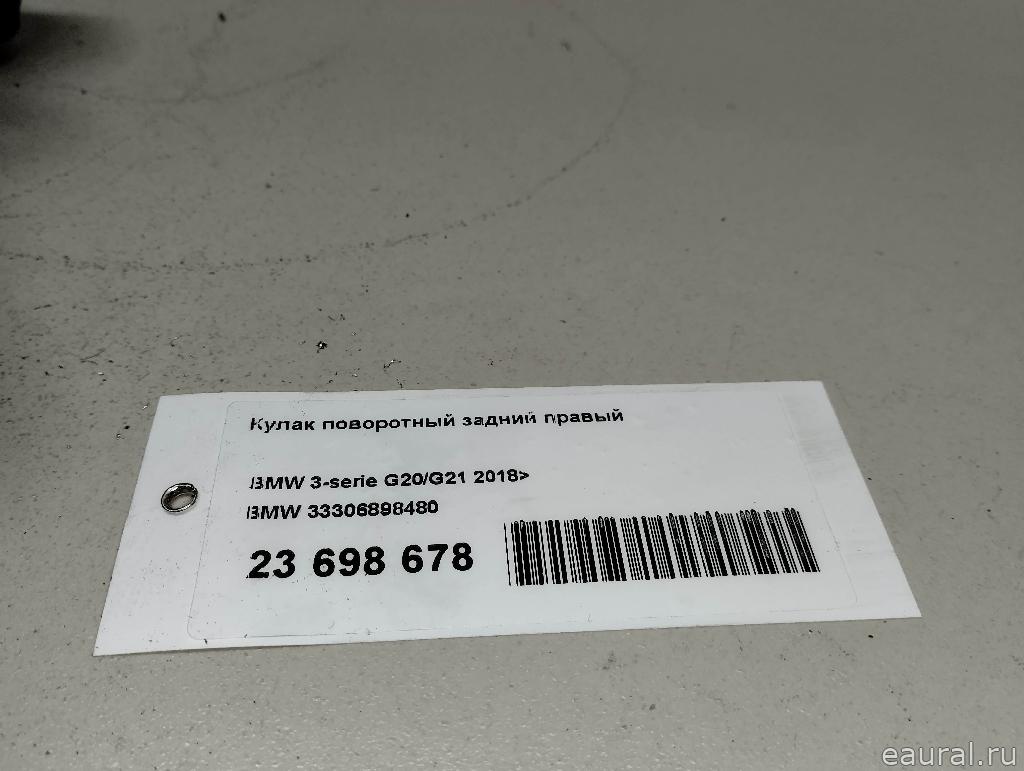 Кулак поворотный задний правый
BMW 3-serie G20/G21 2018>
BMW 33306898480
23 698 678
eaural.ru